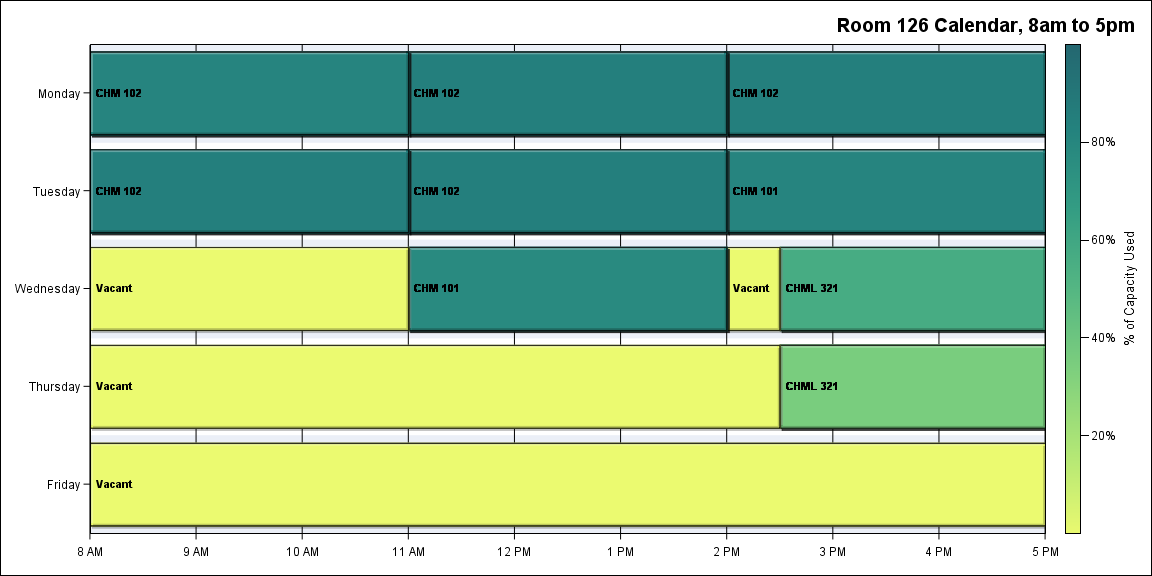 Room 126 Calendar, 8am to 5pm
Monday
CHM 102
CHM 102
CHM 102
Tuesday
CHM 102
CHM 102
CHM 101
Wednesday
Vacant
CHM 101
Vacant
CHML 321
Thursday
Vacant
CHML 321
Friday
Vacant
8 AM
9 AM
10 AM
11 AM
12 PM
1 PM
2 PM
3 PM
4 PM
5 PM
80%
60%
40%
20%
% of Capacity Used